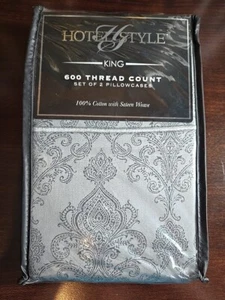 HOTEL STYLE
KING
600 THREAD COUNT
SET OF 2 PILLOWCASES
100% Cotton with Sateen Weave